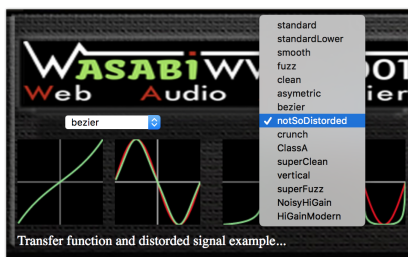 WASABi WV
Web Audio
standard
standardLower
smooth
fuzz
clean
asymetric
bezier
✓ notSoDistorded
crunch
ClassA
superClean
vertical
superFuzz
NoisyHiGain
HiGainModern
bezier
Transfer function and distorded signal example...